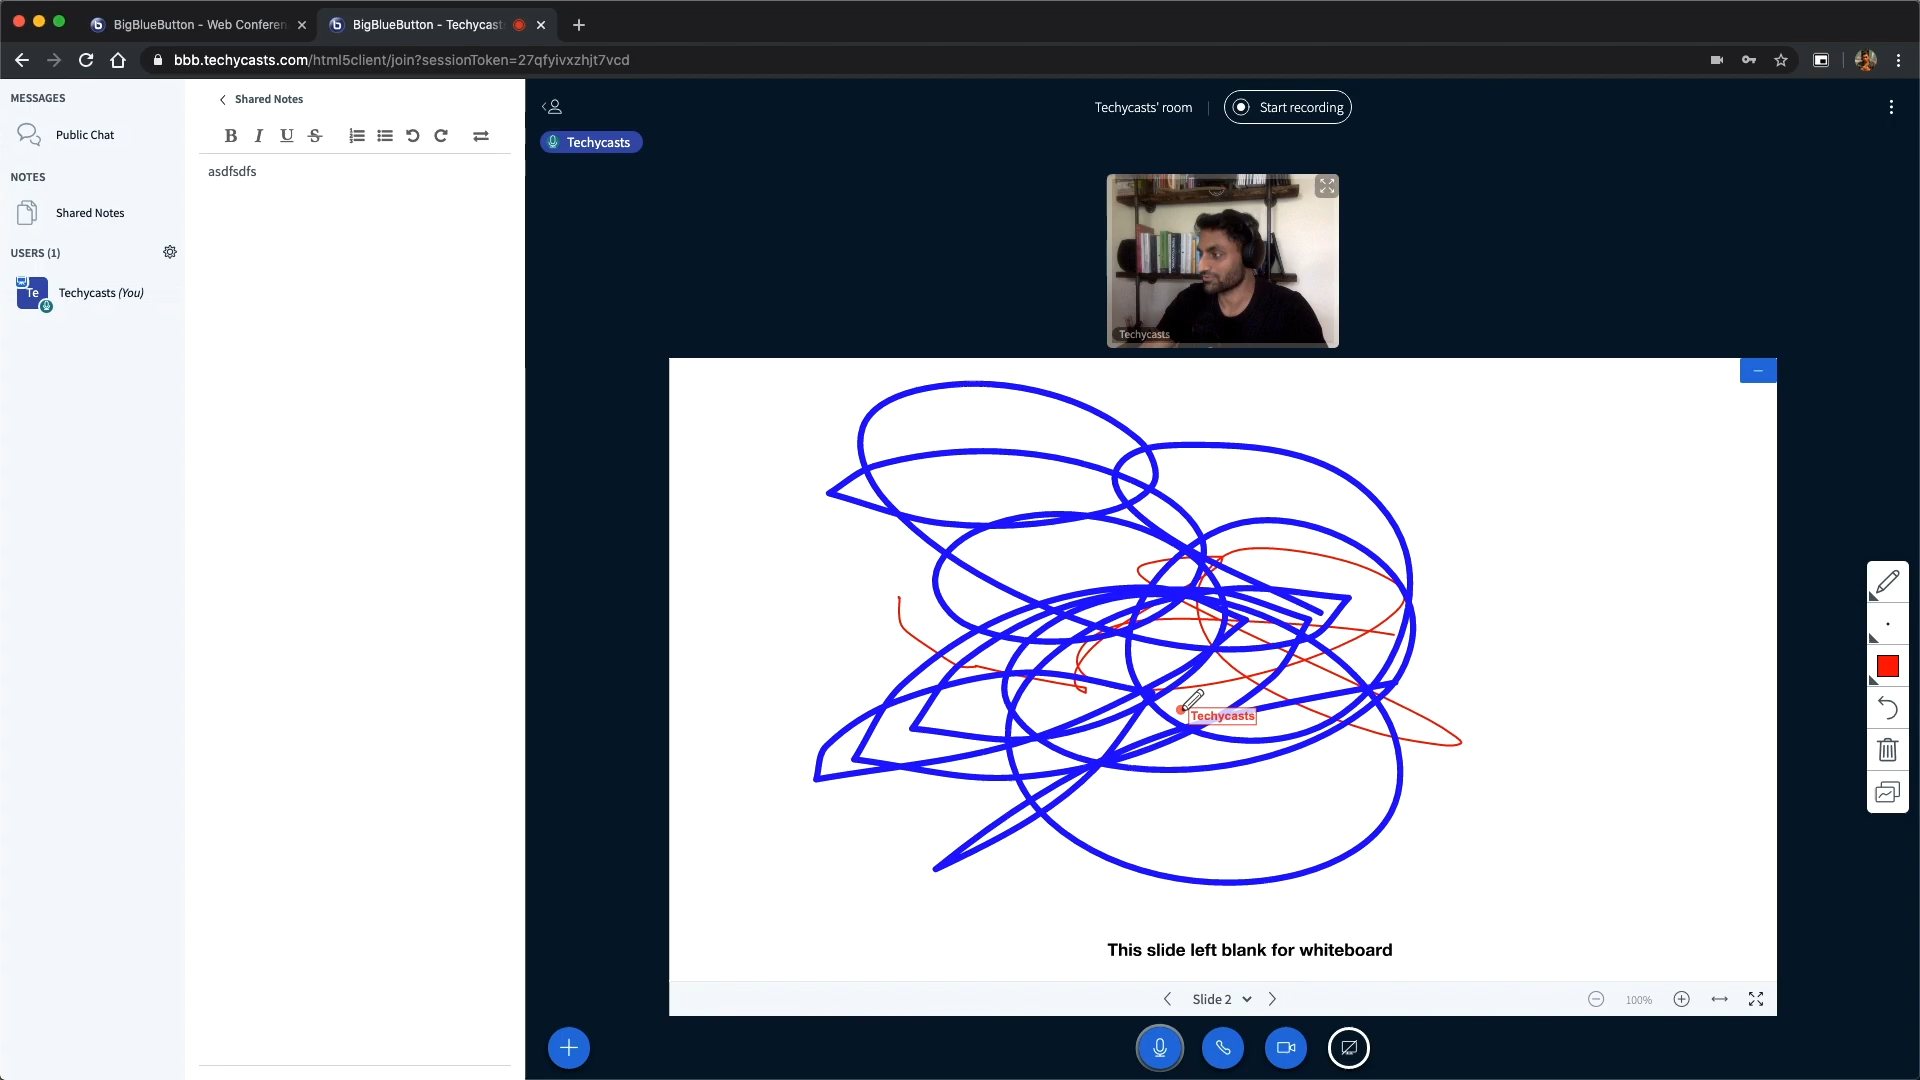 BigBlueButton - Web Conferen
BigBlueButton - Techycast
bbb.techycasts.com/html5client/join?sessionToken=27qfyivxzhjt7vcd
MESSAGES
Public Chat
NOTES
Shared Notes
USERS (1)
Te
Techycasts (You)
Shared Notes
B I U S
asdfsdfs
Techycasts' room
Start recording
Techycasts
Techycasts
Techycasts
This slide left blank for whiteboard
Slide 2
100%